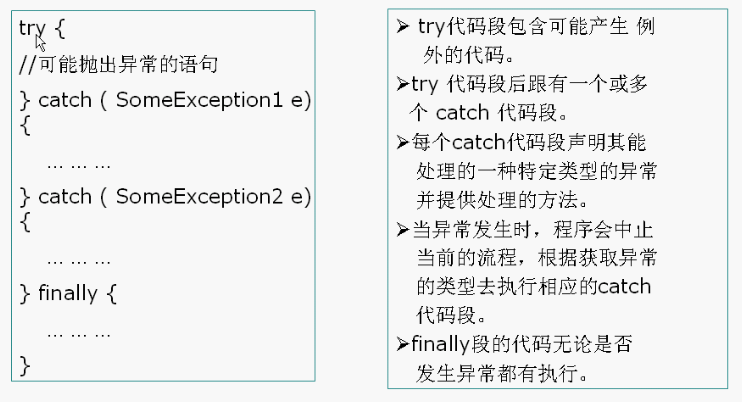 try {
//可能抛出异常的语句
} catch ( SomeException1 e)
{
... ... ...
} catch ( SomeException2 e)
{
... ... ...
} finally {
... ... ...
}
➢ try代码段包含可能产生 例
外的代码。
➢try 代码段后跟有一个或多
个 catch 代码段。
➢每个catch代码段声明其能
处理的一种特定类型的异常
并提供处理的方法。
➢当异常发生时，程序会中止
当前的流程，根据获取异常
的类型去执行相应的catch
代码段。
➢finally段的代码无论是否
发生异常都有执行。